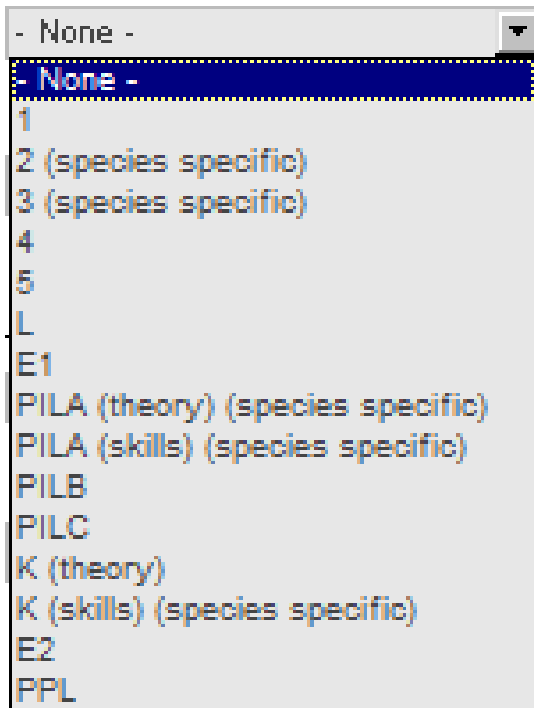 - None -
- None -
1
2 (species specific)
3 (species specific)
4
5
L
E1
PILA (theory) (species specific)
PILA (skills) (species specific)
PILB
PILC
K (theory)
K (skills) (species specific)
E2
PPL